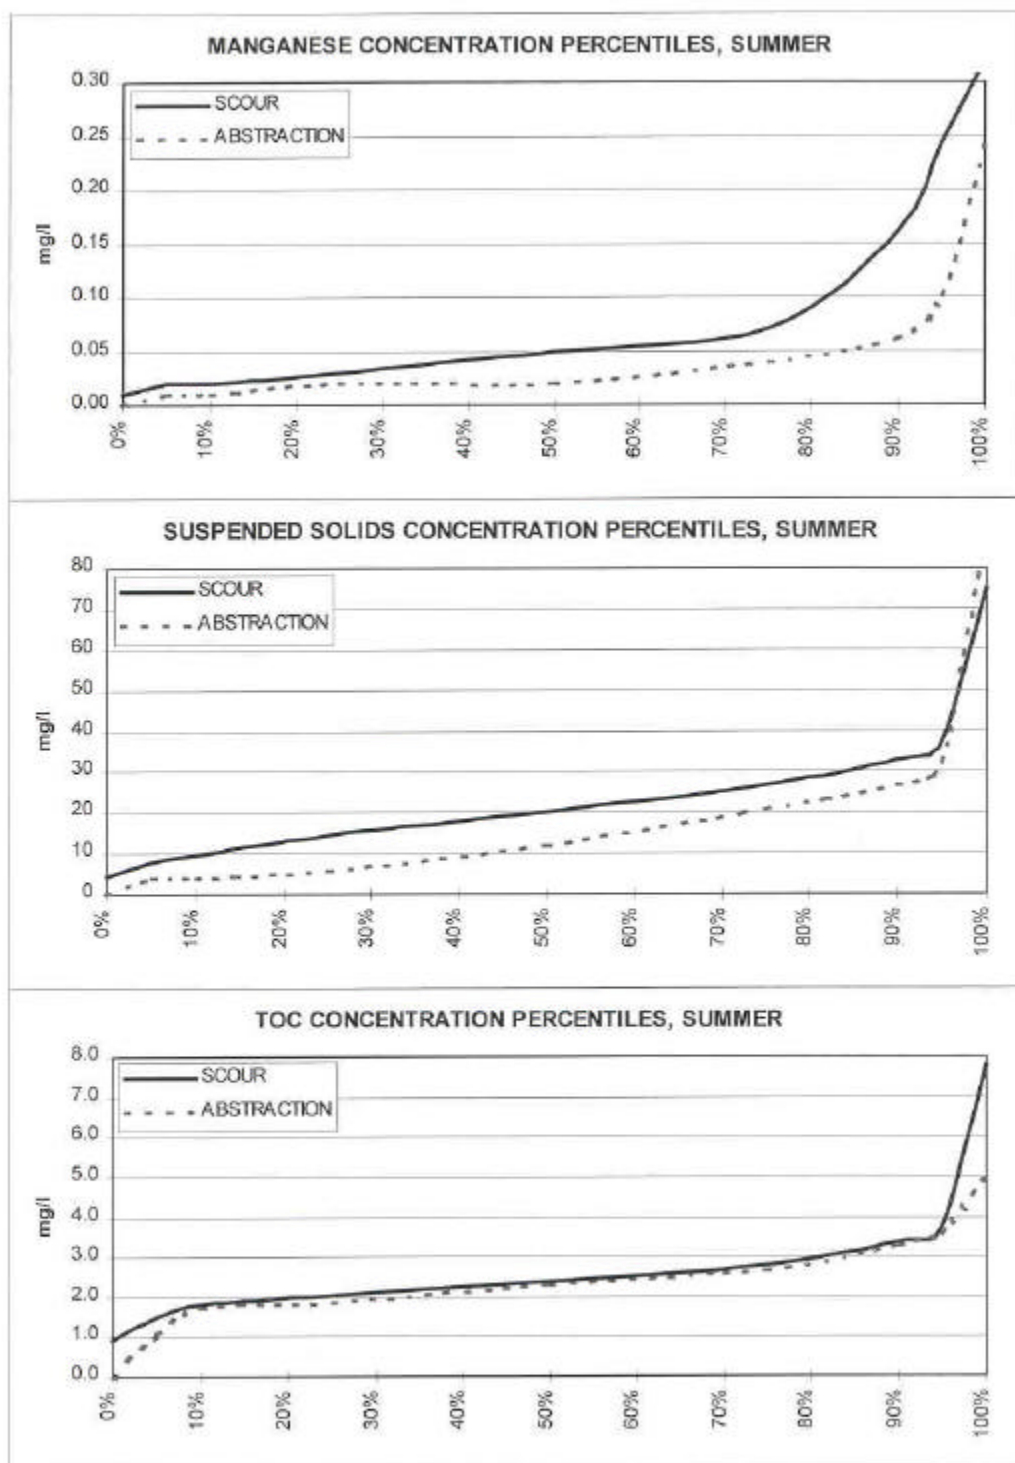 MANGANESE CONCENTRATION PERCENTILES, SUMMER
0.30
0.25
0.20
0.15
0.10
0.05
0.00
mg/l
SCOUR
ABSTRACTION
0% 10% 20% 30% 40% 50% 60% 70% 80% 90% 100%
SUSPENDED SOLIDS CONCENTRATION PERCENTILES, SUMMER
80
70
60
50
40
30
20
10
0
mg/l
SCOUR
ABSTRACTION
0% 10% 20% 30% 40% 50% 60% 70% 80% 90% 100%
TOC CONCENTRATION PERCENTILES, SUMMER
8.0
7.0
6.0
5.0
4.0
3.0
2.0
1.0
0.0
mg/l
SCOUR
ABSTRACTION
0% 10% 20% 30% 40% 50% 60% 70% 80% 90% 100%